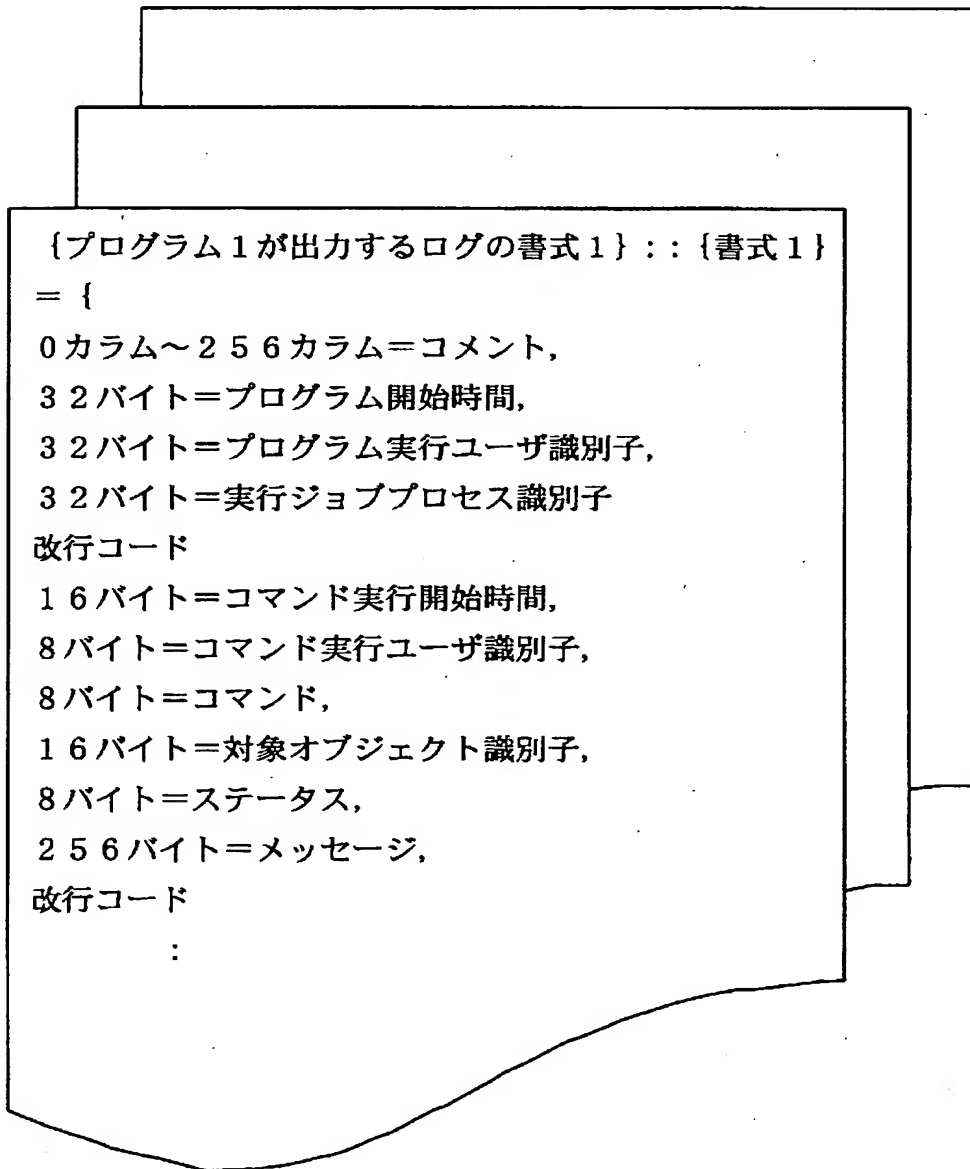 {プログラム1が出力するログの書式1}::{書式1}
={
0カラム~256カラム=コメント,
32バイト=プログラム開始時間,
32バイト=プログラム実行ユーザ識別子,
32バイト=実行ジョブプロセス識別子
改行コード
16バイト=コマンド実行開始時間,
8バイト=コマンド実行ユーザ識別子,
8バイト=コマンド,
16バイト=対象オブジェクト識別子,
8バイト=ステータス,
256バイト=メッセージ,
改行コード
: